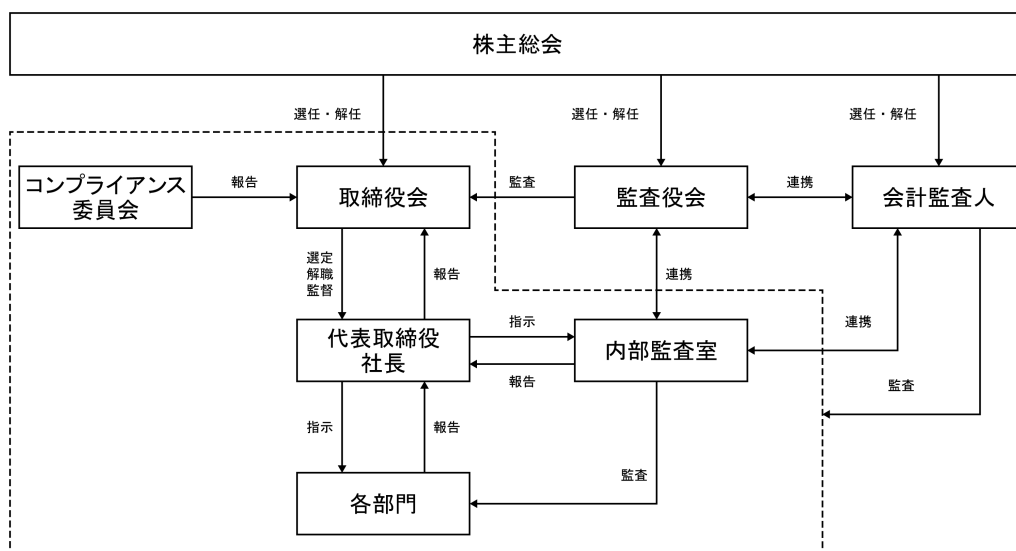 株主総会
選任・解任
選任・解任
選任・解任
コンプライアンス
委員会
報告
取締役会
監査
監査役会
連携
会計監査人
選定
解職
監督
報告
連携
代表取締役
社長
指示
報告
内部監査室
連携
監査
指示
報告
監査
各部門